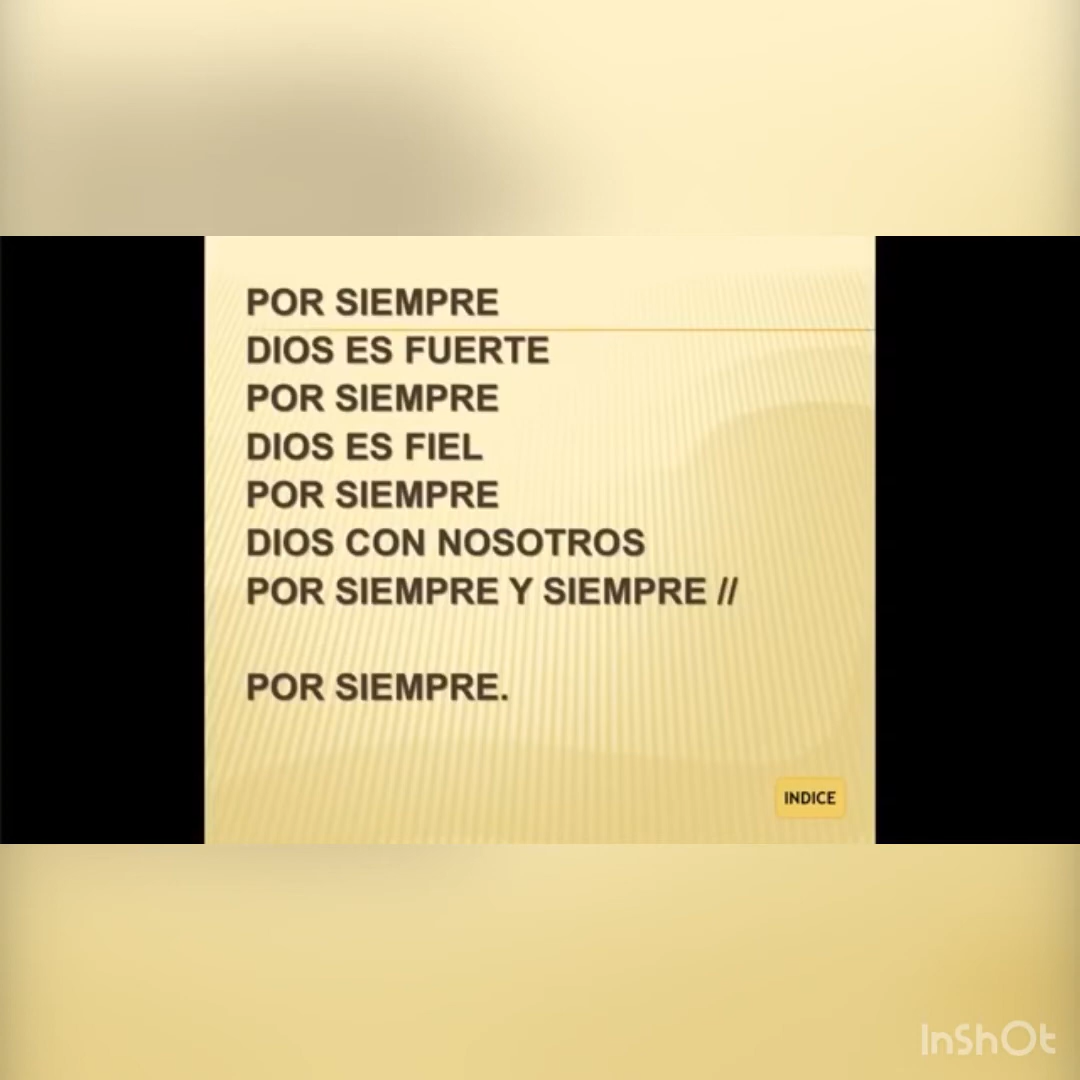 POR SIEMPRE
DIOS ES FUERTE
POR SIEMPRE
DIOS ES FIEL
POR SIEMPRE
DIOS CON NOSOTROS
POR SIEMPRE Y SIEMPRE //
POR SIEMPRE.
INDICE
InShOt